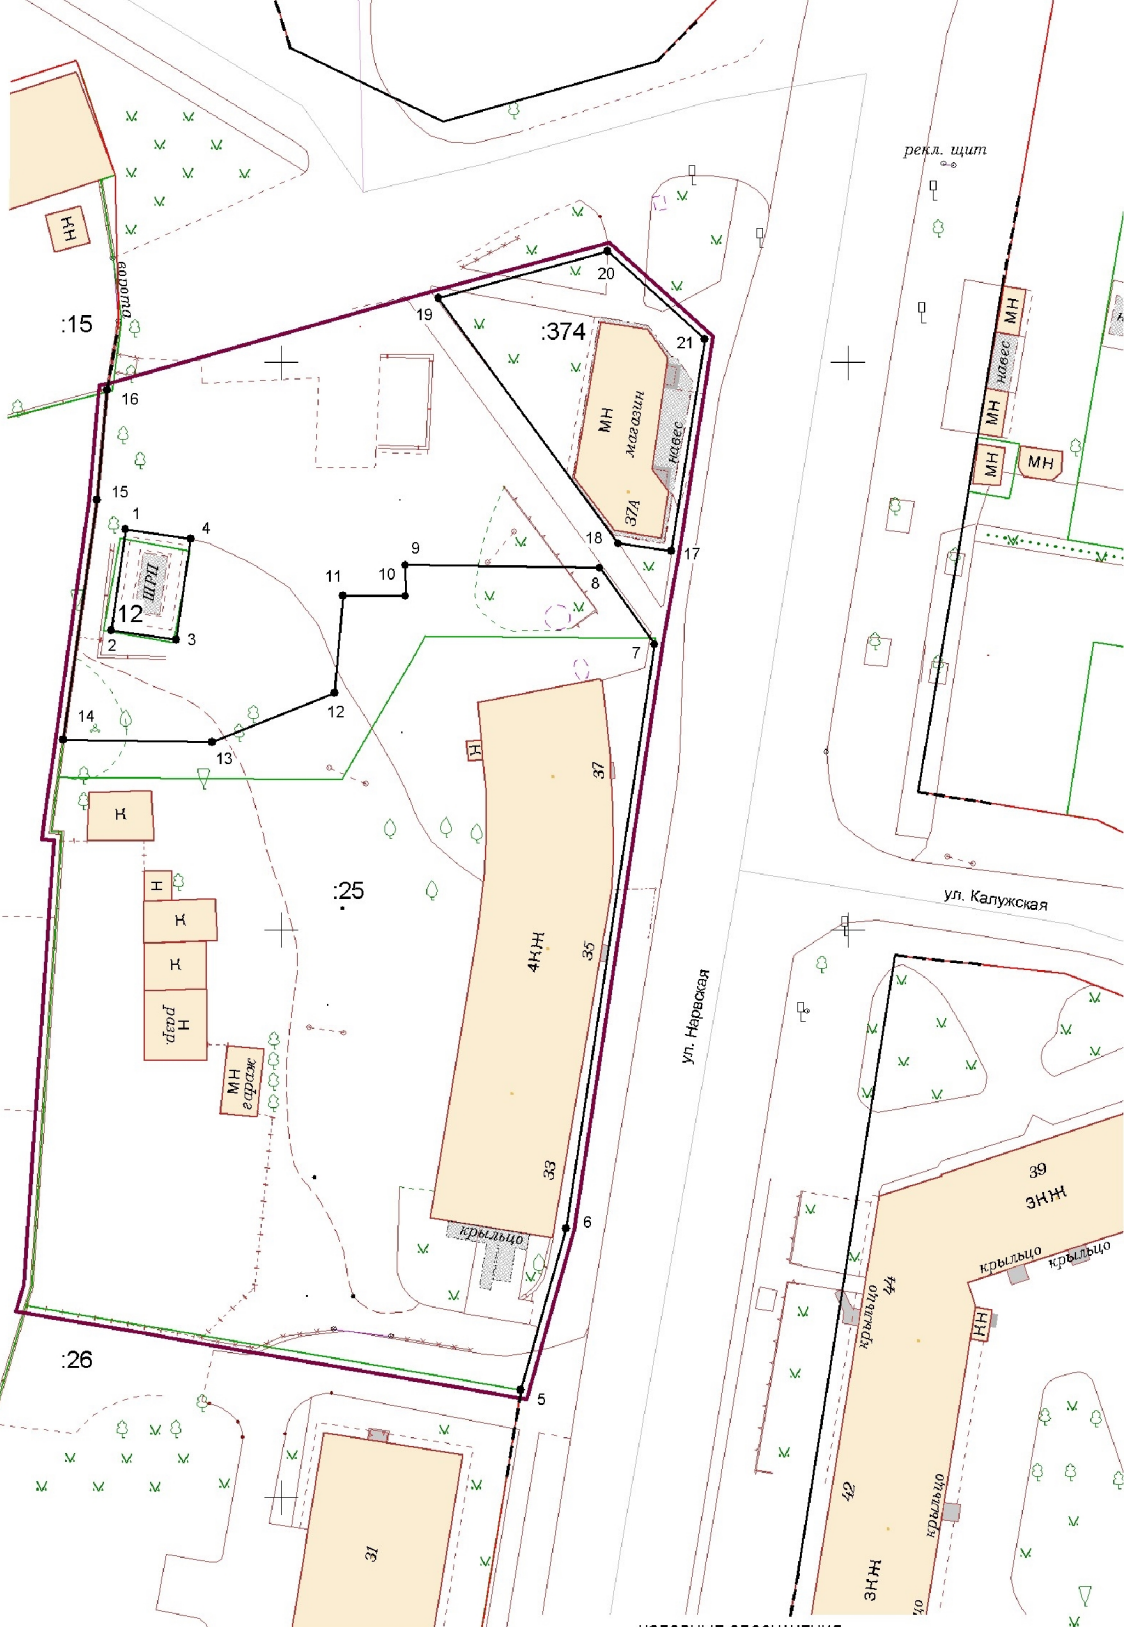 рекл. щит
КН
ворота
:15
20
19
:374
21
16
МН
магазин
навес
37А
МН
навес
МН
МН
МН
15
1
4
ШРП
12
2
3
9
10
11
8
18
17
7
12
14
13
Н
37
К
Н
К
К
Н
разр.
:25
4КЖ
35
ул. Калужская
ул. Нарвская
МН
гараж
33
6
крыльцо
39
3КЖ
крыльцо
крыльцо
44
крыльцо
КН
:26
5
31
42
крыльцо
3КЖ